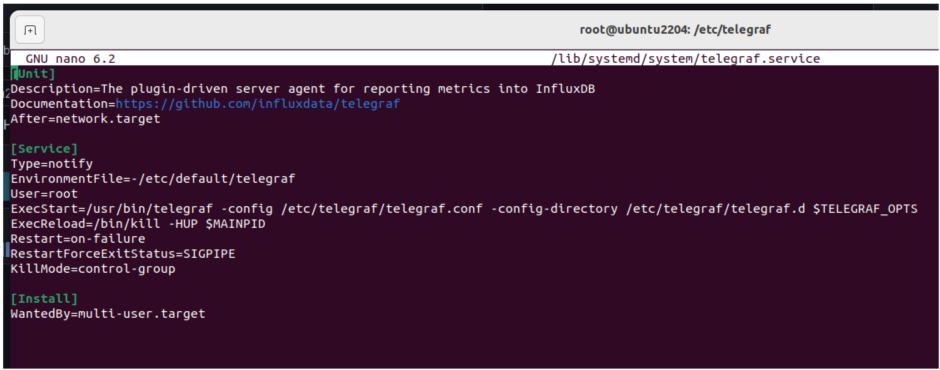 root@ubuntu2204: /etc/telegraf
GNU nano 6.2 /lib/systemd/system/telegraf.service
[Unit]
Description=The plugin-driven server agent for reporting metrics into InfluxDB
Documentation=https://github.com/influxdata/telegraf
After=network.target
[Service]
Type=notify
EnvironmentFile=-/etc/default/telegraf
User=root
ExecStart=/usr/bin/telegraf -config /etc/telegraf/telegraf.conf -config-directory /etc/telegraf/telegraf.d $TELEGRAF_OPTS
ExecReload=/bin/kill -HUP $MAINPID
Restart=on-failure
RestartForceExitStatus=SIGPIPE
KillMode=control-group
[Install]
WantedBy=multi-user.target